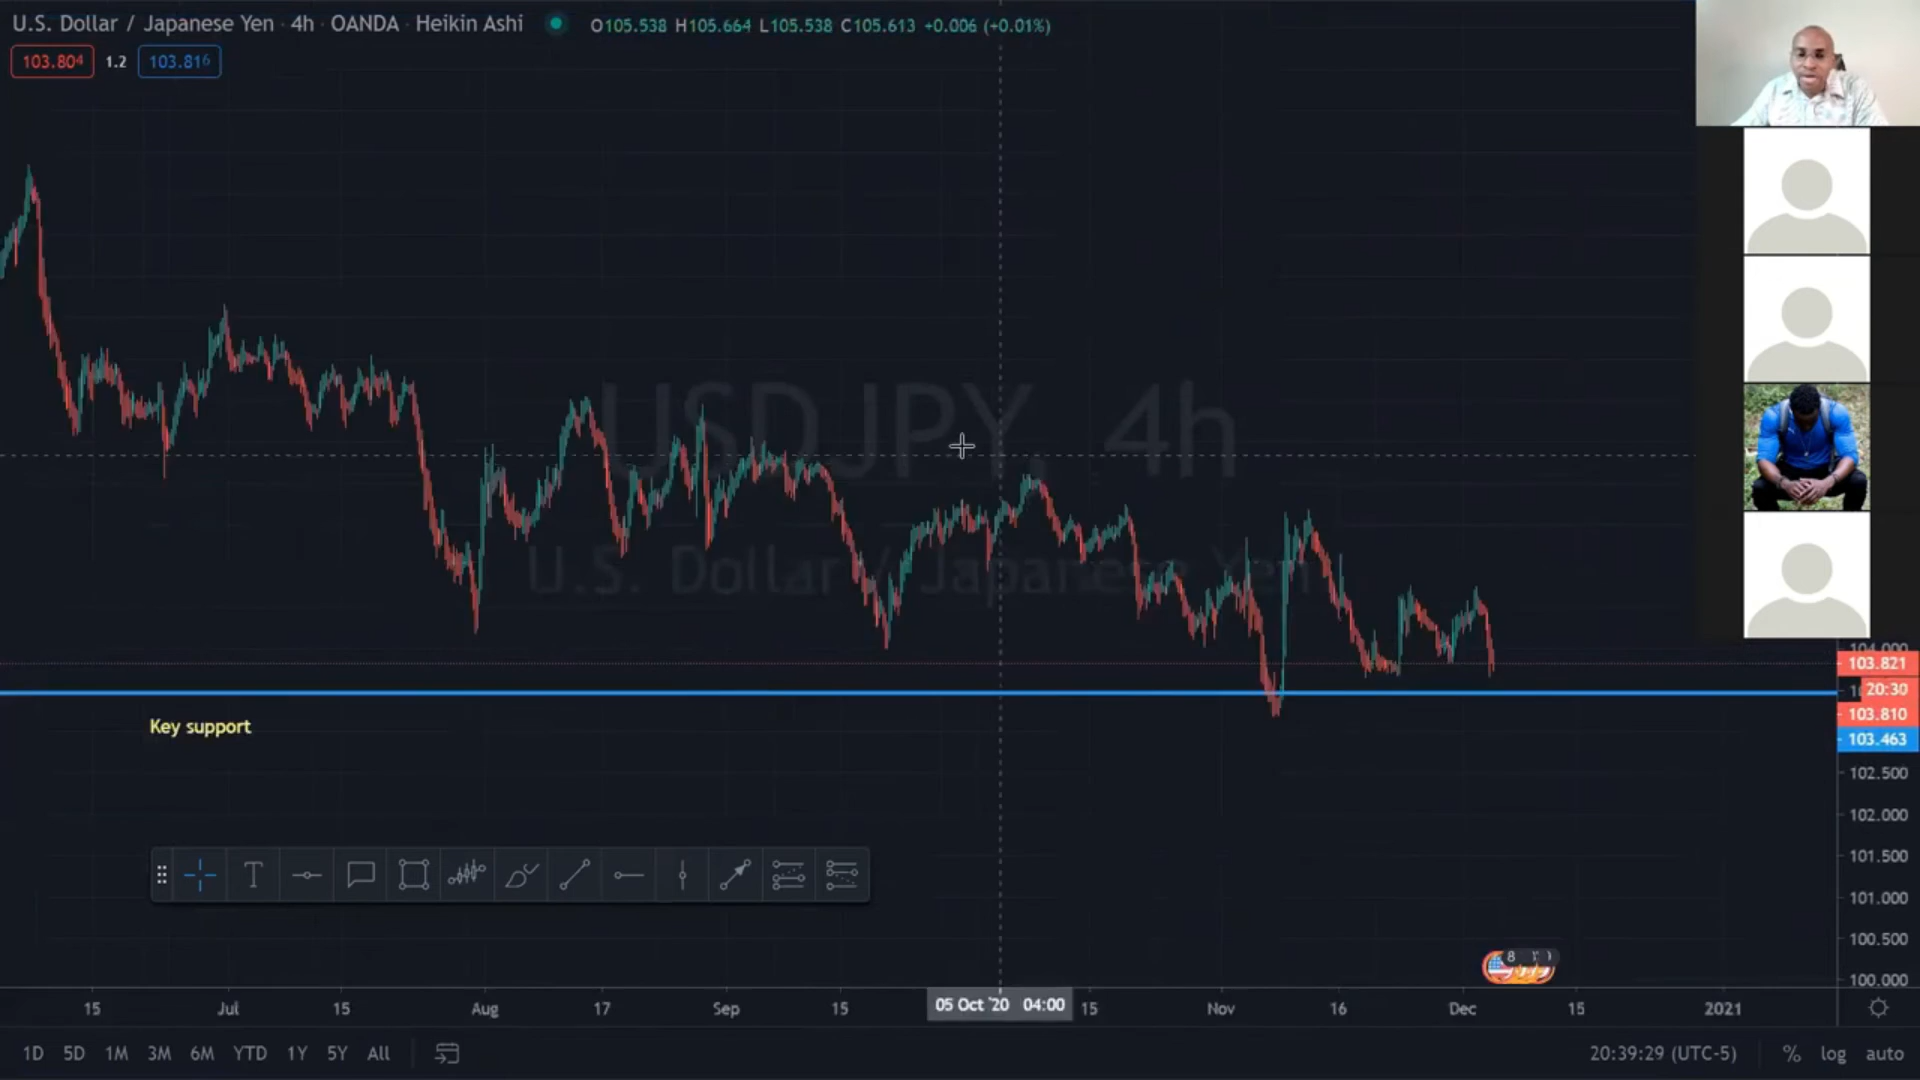 U.S. Dollar / Japanese Yen · 4h · OANDA · Heikin Ashi O105.538 H105.664 L105.538 C105.613 +0.006 (+0.01%)
103.804 1.2 103.816
USDJPY, 4h
U.S. Dollar / Japanese Yen
104.000
103.821
20:30
103.810
103.463
Key support
102.500
102.000
101.500
101.000
100.500
100.000
8
15 Jul 15 Aug 17 Sep 15 05 Oct '20 04:00 15 Nov 16 Dec 15 2021
1D 5D 1M 3M 6M YTD 1Y 5Y All 20:39:29 (UTC-5) % log auto